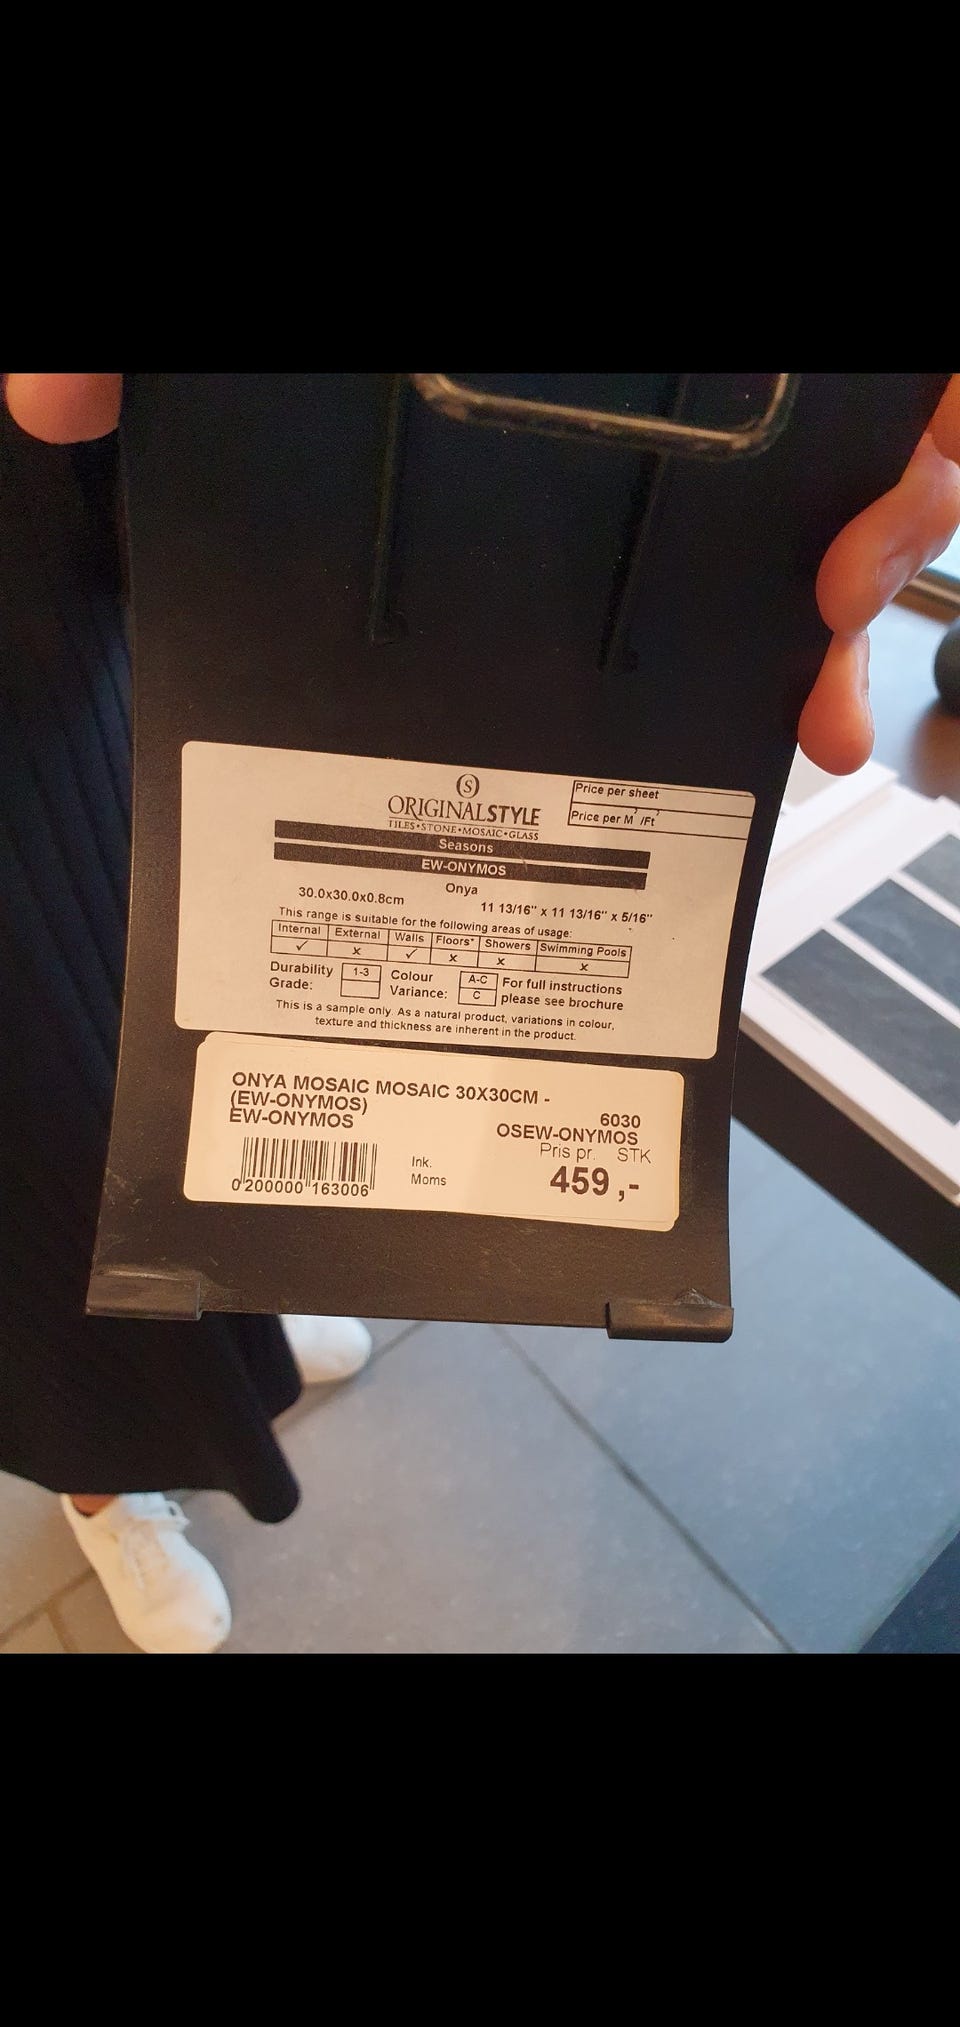 S
ORIGINALSTYLE
TILES•STONE•MOSAIC•GLASS
Price per sheet
Price per M²/Ft²
Seasons
EW-ONYMOS
Onya
30.0x30.0x0.8cm 11 13/16" x 11 13/16" x 5/16"
This range is suitable for the following areas of usage:
Internal External Walls Floors* Showers Swimming Pools
✓ x ✓ x x x
Durability Grade: 1-3 Colour Variance: A-C C For full instructions please see brochure
This is a sample only. As a natural product, variations in colour,
texture and thickness are inherent in the product.
ONYA MOSAIC MOSAIC 30X30CM -
(EW-ONYMOS)
EW-ONYMOS
6030
OSEW-ONYMOS
Pris pr. STK
Ink.
Moms
459 ,-
0 200000 163006